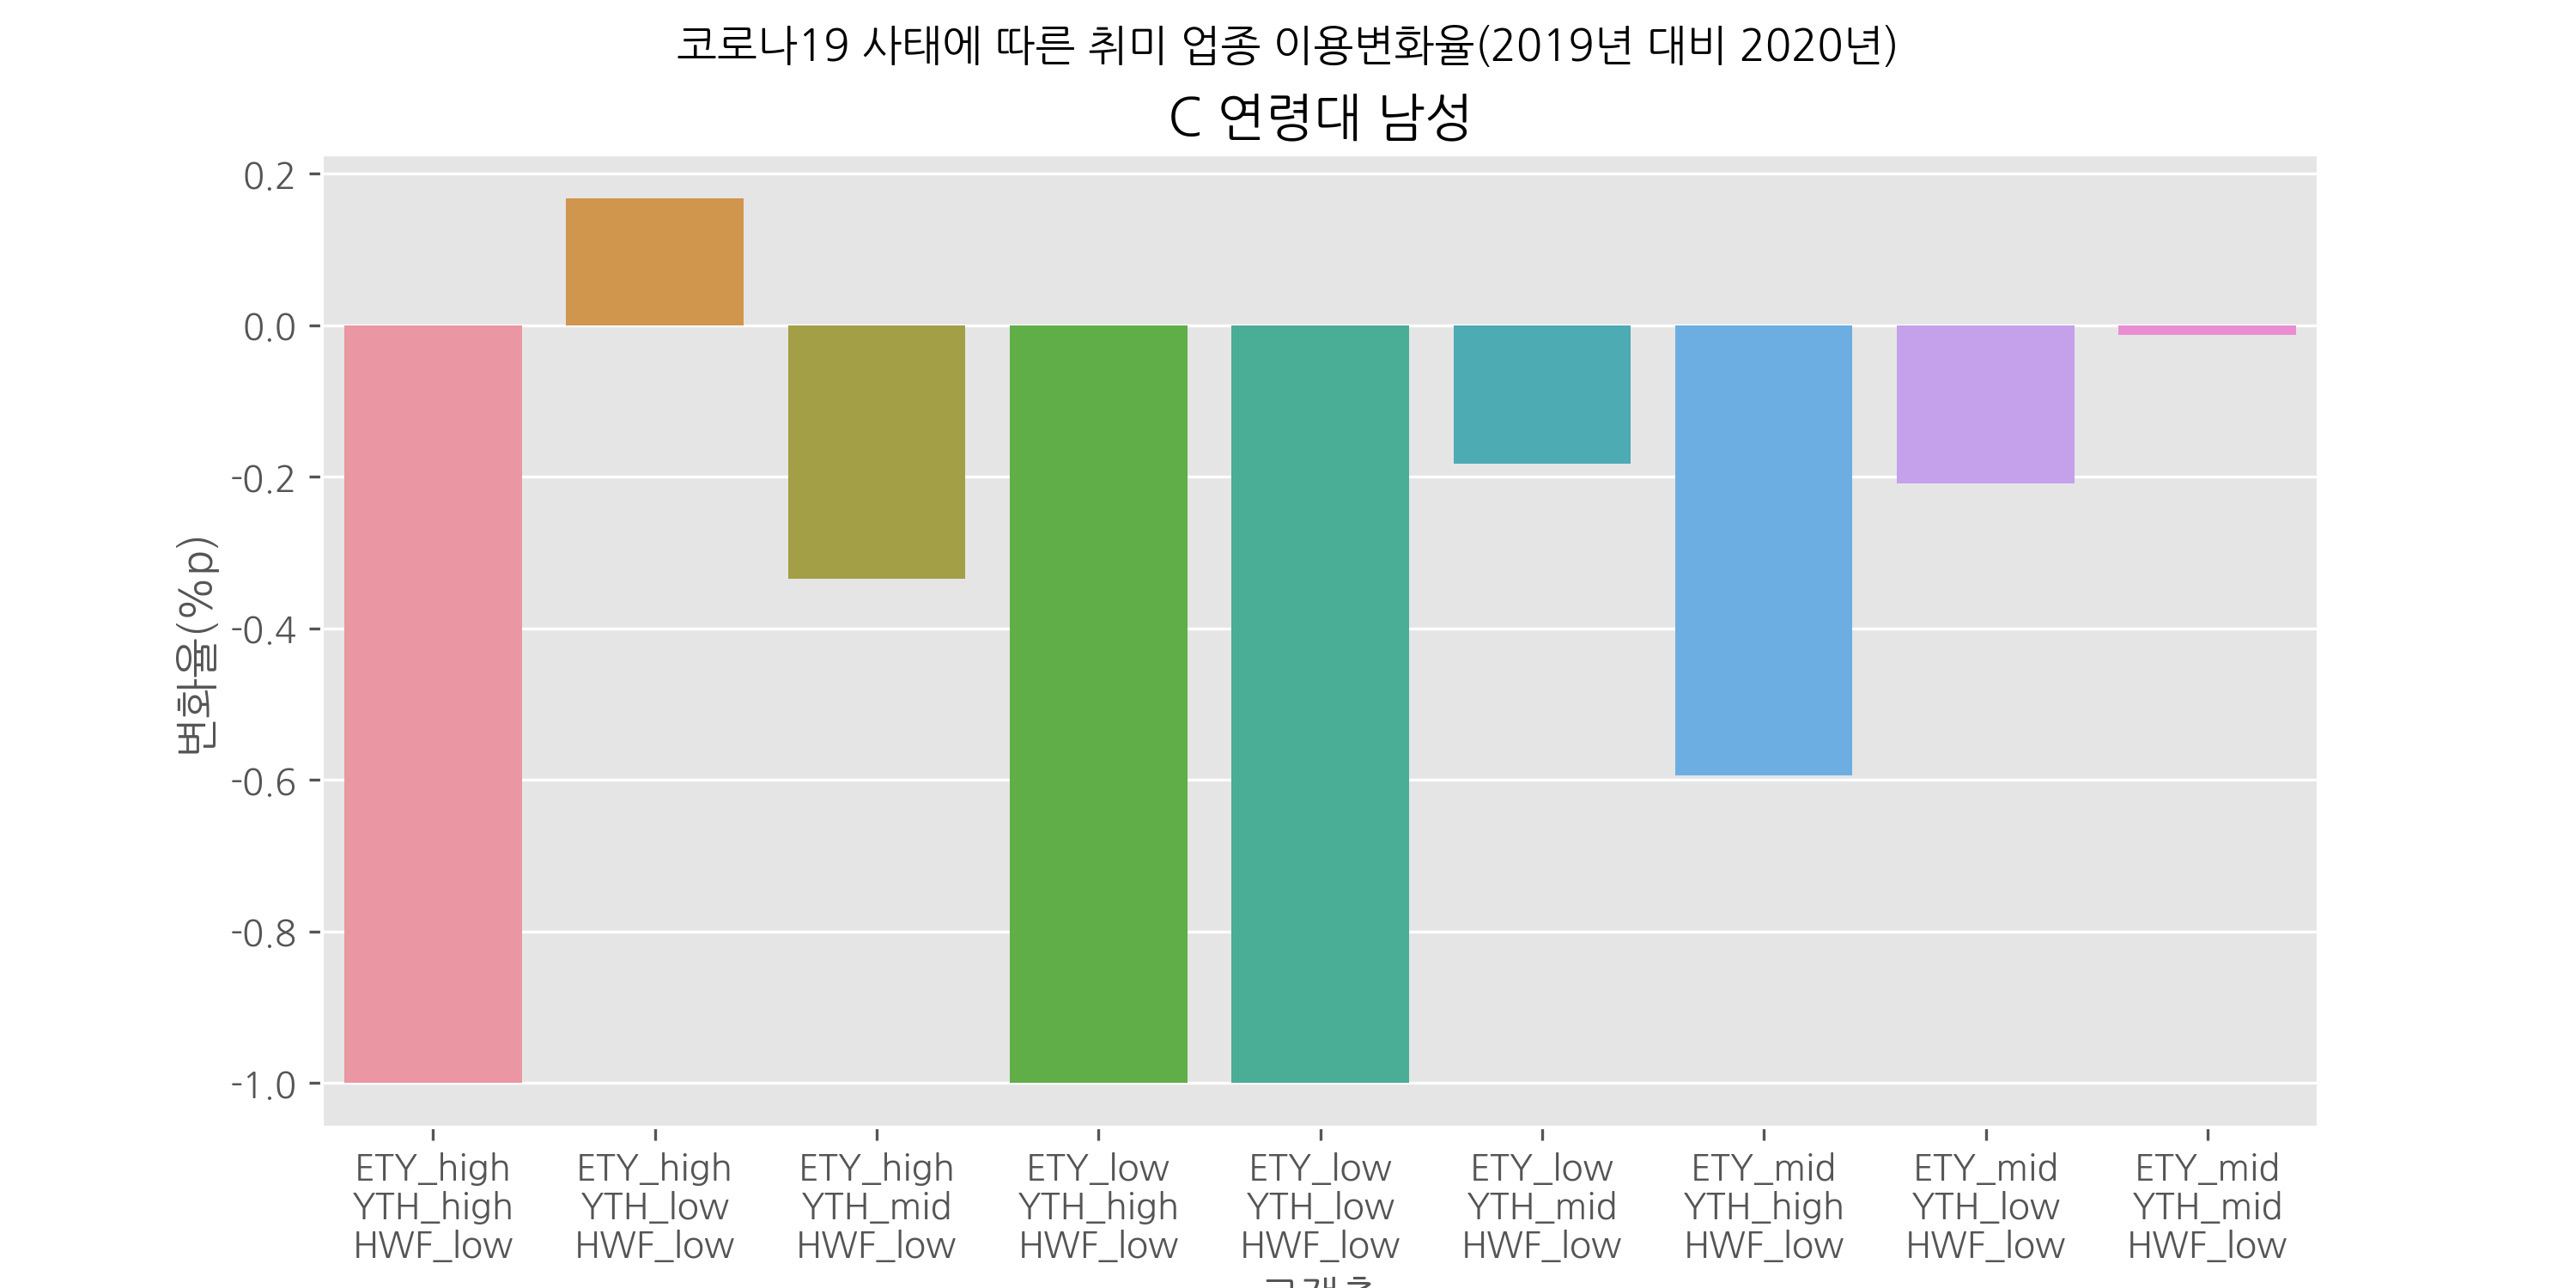 코로나19 사태에 따른 취미 업종 이용변화율(2019년 대비 2020년)
C 연령대 남성
변화율(%p)
0.2
0.0
-0.2
-0.4
-0.6
-0.8
-1.0
ETY_high
YTH_high
HWF_low
ETY_high
YTH_low
HWF_low
ETY_high
YTH_mid
HWF_low
ETY_low
YTH_high
HWF_low
ETY_low
YTH_low
HWF_low
ETY_low
YTH_mid
HWF_low
ETY_mid
YTH_high
HWF_low
ETY_mid
YTH_low
HWF_low
ETY_mid
YTH_mid
HWF_low